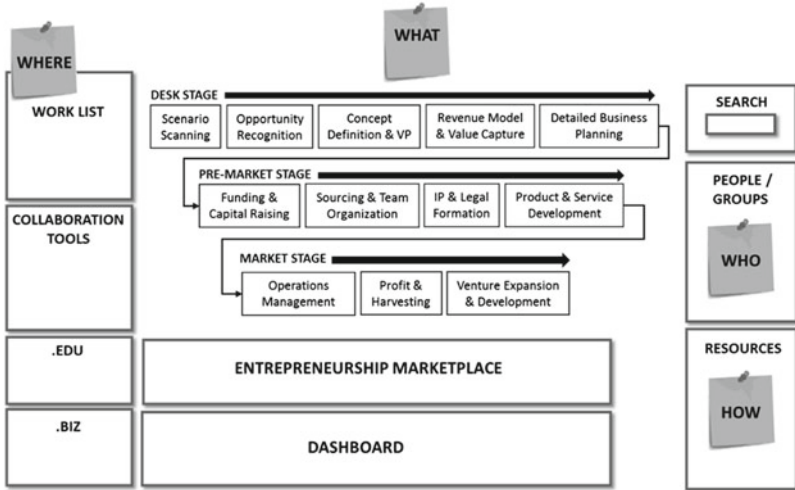 WHERE
WHAT
WORK LIST
DESK STAGE
Scenario
Scanning
Opportunity
Recognition
Concept
Definition & VP
Revenue Model
& Value Capture
Detailed Business
Planning
SEARCH
PRE-MARKET STAGE
Funding &
Capital Raising
Sourcing & Team
Organization
IP & Legal
Formation
Product & Service
Development
PEOPLE /
GROUPS
WHO
COLLABORATION
TOOLS
MARKET STAGE
Operations
Management
Profit &
Harvesting
Venture Expansion
& Development
.EDU
ENTREPRENEURSHIP MARKETPLACE
RESOURCES
HOW
.BIZ
DASHBOARD